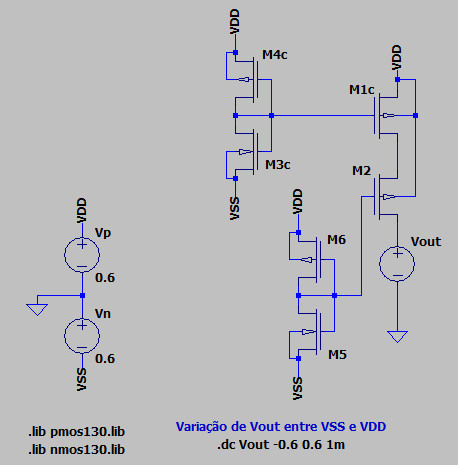 VDD
M4c
VDD
M1c
M3c
VSS
M2
VDD
VDD
Vp
M6
Vout
0.6
Vn
0.6
M5
VSS
VSS
.lib pmos130.lib
.lib nmos130.lib
Variação de Vout entre VSS e VDD
.dc Vout -0.6 0.6 1m